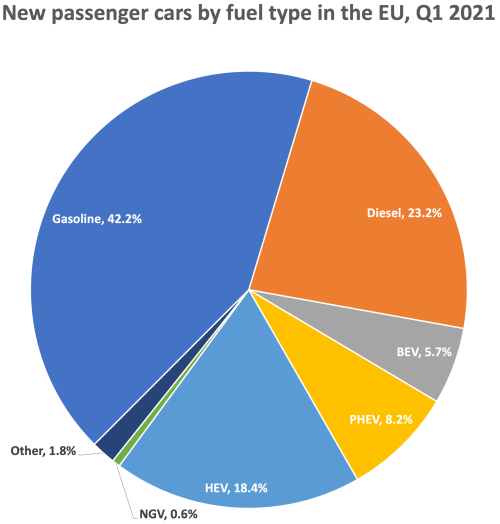 New passenger cars by fuel type in the EU, Q1 2021
Gasoline, 42.2%
Diesel, 23.2%
BEV, 5.7%
PHEV, 8.2%
HEV, 18.4%
NGV, 0.6%
Other, 1.8%